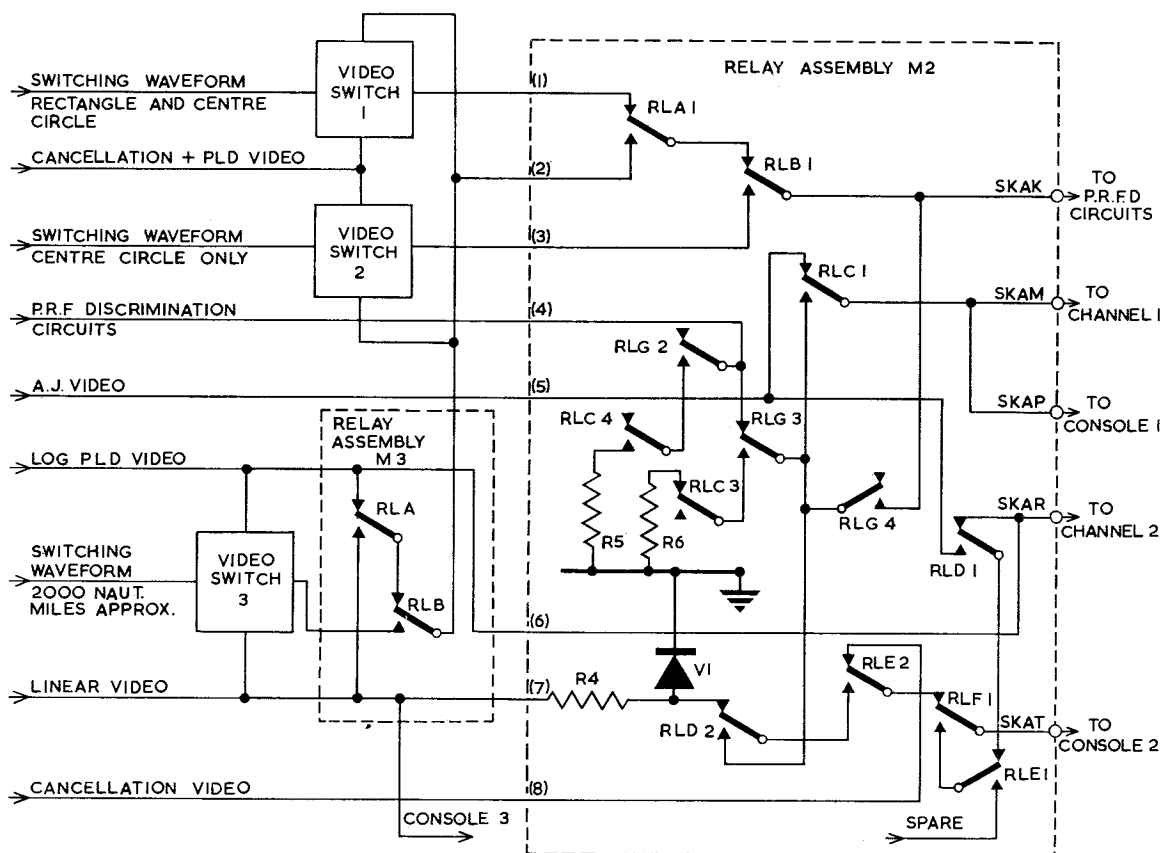 SWITCHING WAVEFORM
RECTANGLE AND CENTRE
CIRCLE
VIDEO
SWITCH
1
(1)
RELAY ASSEMBLY M2
RLA 1
CANCELLATION + PLD VIDEO
(2)
RLB 1
SKAK
TO
P.R.F.D
CIRCUITS
SWITCHING WAVEFORM
CENTRE CIRCLE ONLY
VIDEO
SWITCH
2
(3)
RLC 1
P.R.F DISCRIMINATION
CIRCUITS
(4)
SKAM
TO
CHANNEL 1
RLG 2
A.J. VIDEO
(5)
SKAP
TO
CONSOLE 1
RELAY
ASSEMBLY
M3
RLC 4
RLG 3
LOG PLD VIDEO
RLA
RLC 3
RLG 4
SKAR
TO
CHANNEL 2
SWITCHING
WAVEFORM
2000 NAUT.
MILES APPROX.
VIDEO
SWITCH
3
R5
R6
RLD 1
RLB
(6)
V1
RLE 2
LINEAR VIDEO
(7)
R4
RLD 2
RLF 1
SKAT
TO
CONSOLE 2
RLE 1
CANCELLATION VIDEO
(8)
CONSOLE 3
SPARE